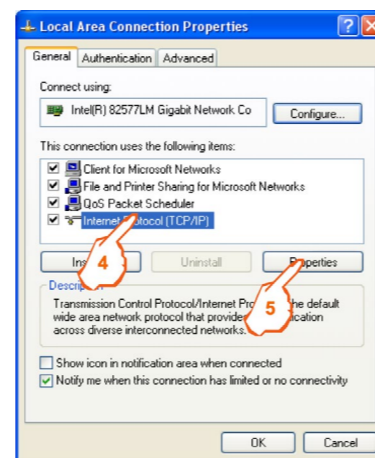 Local Area Connection Properties
General Authentication Advanced
Connect using:
Intel(R) 82577LM Gigabit Network Co
Configure...
This connection uses the following items:
Client for Microsoft Networks
File and Printer Sharing for Microsoft Networks
QoS Packet Scheduler
Internet Protocol (TCP/IP)
4
Uninstall
Properties
5
Transmission Control Protocol/Internet the default
wide area network protocol that provides
across diverse interconnected networks.
Show icon in notification area when connected
Notify me when this connection has limited or no connectivity
OK Cancel